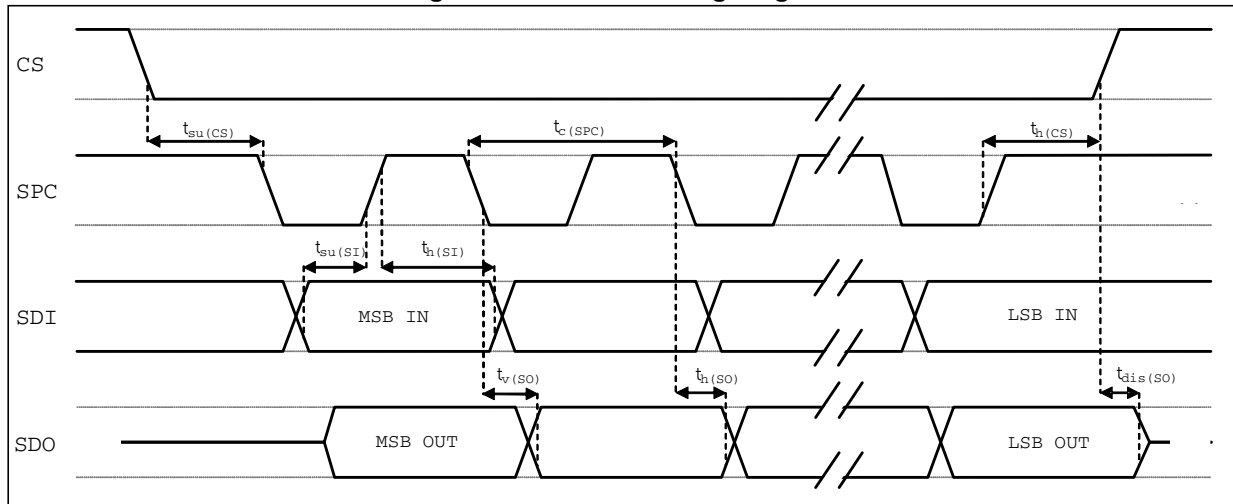 CS
tsu(CS)
tc(SPC)
th(CS)
SPC
tsu(SI)
th(SI)
SDI
MSB IN
LSB IN
tv(SO)
th(SO)
tdis(SO)
SDO
MSB OUT
LSB OUT